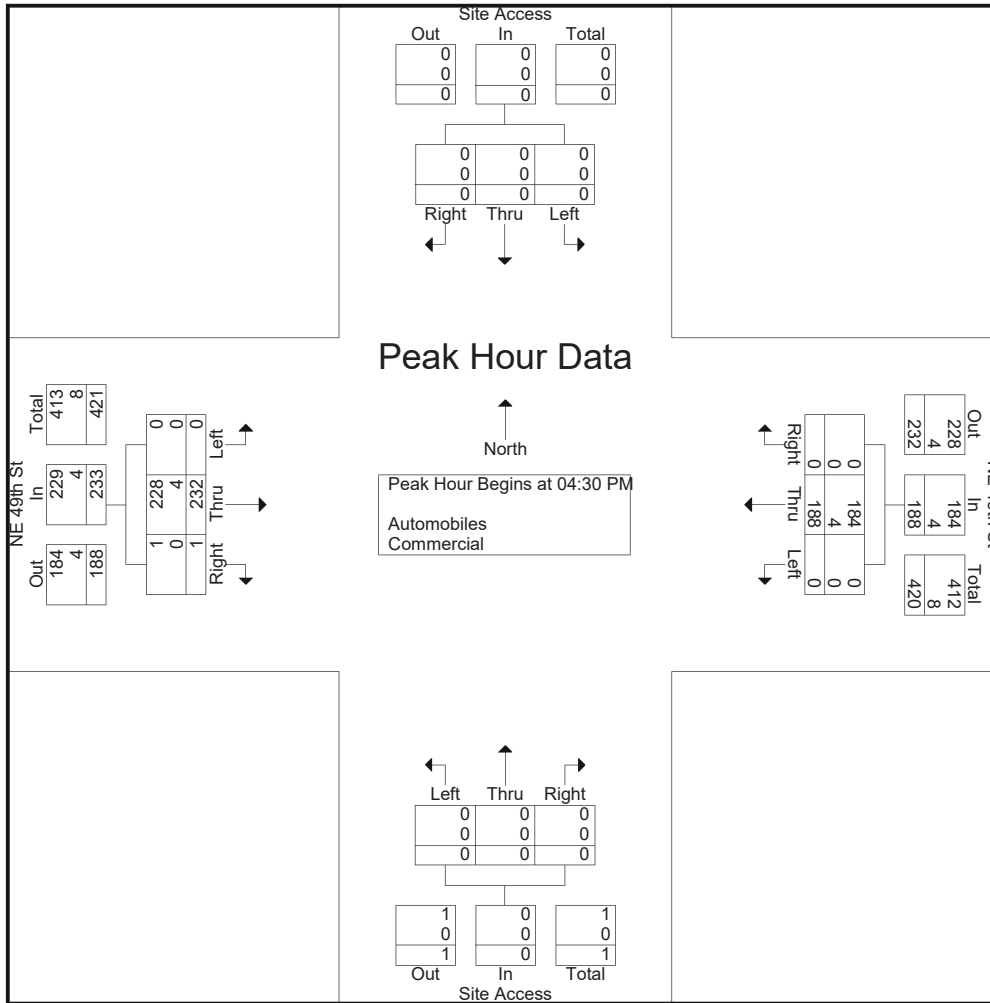 Site Access
Out In Total
0 0 0
0 0 0
0 0 0
0 0 0
0 0 0
0 0 0
Right Thru Left
Peak Hour Data
North
Peak Hour Begins at 04:30 PM
Automobiles
Commercial
NE 49th St
Out In Total
184 229 413
4 4 8
188 233 421
1 228 0
0 4 0
1 232 0
Right Thru Left
Out In Total
228 184 412
4 4 8
232 188 420
0 184 0
0 4 0
0 188 0
Right Thru Left
Left Thru Right
0 0 0
0 0 0
0 0 0
1 0 1
0 0 0
1 0 1
Out In Total
Site Access